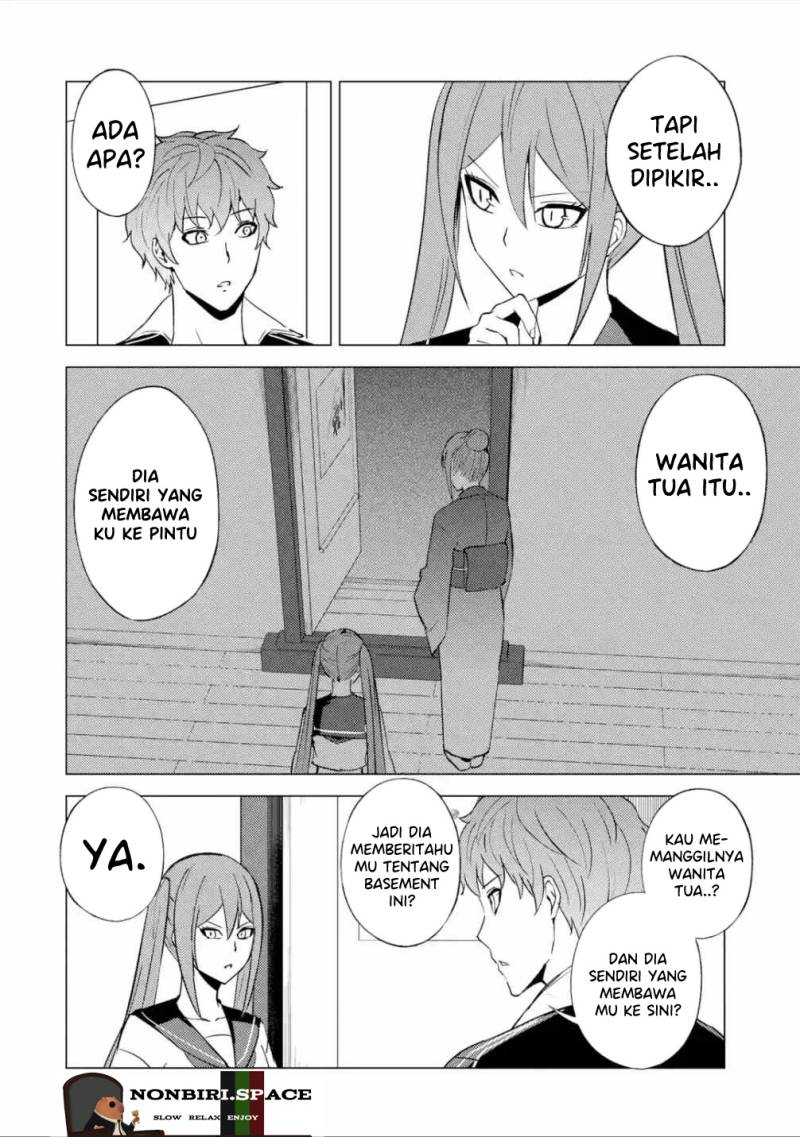 TAPI
SETELAH
DIPIKIR..
ADA
APA?
WANITA
TUA ITU..
DIA
SENDIRI YANG
MEMBAWA
KU KE PINTU
KAU ME-
MANGGILNYA
WANITA
TUA..?
DAN DIA
SENDIRI YANG
MEMBAWA
MU KE SINI?
JADI DIA
MEMBERITAHU
MU TENTANG
BASEMENT
INI?
YA.
NONBIRI.SPACE
SLOW RELAX ENJOY